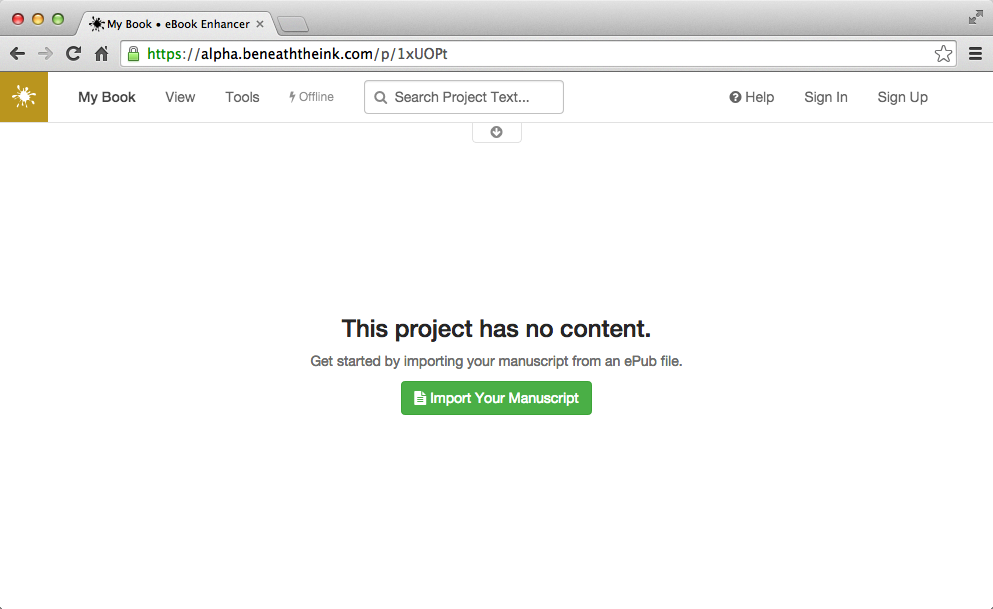 My Book • eBook Enhancer
https://alpha.beneaththeink.com/p/1xUOPt
My Book View Tools Offline Search Project Text... Help Sign In Sign Up
This project has no content.
Get started by importing your manuscript from an ePub file.
Import Your Manuscript